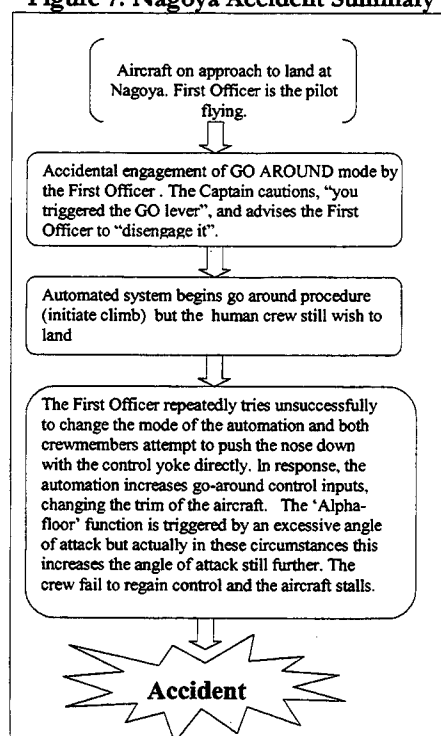 Figure 7. Nagoya Accident Summary
Aircraft on approach to land at
Nagoya. First Officer is the pilot
flying.
Accidental engagement of GO AROUND mode by
the First Officer . The Captain cautions, “you
triggered the GO lever”, and advises the First
Officer to “disengage it”.
Automated system begins go around procedure
(initiate climb) but the human crew still wish to
land
The First Officer repeatedly tries unsuccessfully
to change the mode of the automation and both
crewmembers attempt to push the nose down
with the control yoke directly. In response, the
automation increases go-around control inputs,
changing the trim of the aircraft. The ‘Alpha-
floor’ function is triggered by an excessive angle
of attack but actually in these circumstances this
increases the angle of attack still further. The
crew fail to regain control and the aircraft stalls.
Accident